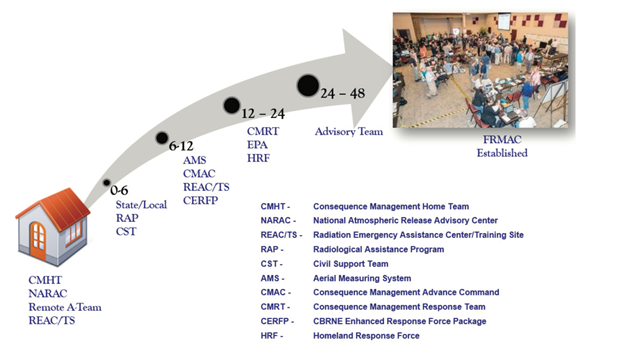 0-6
State/Local
RAP
CST
6-12
AMS
CMAC
REAC/TS
CERFP
12 – 24
CMRT
EPA
HRF
24 – 48
Advisory Team
FRMAC
Established
CMHT
NARAC
Remote A-Team
REAC/TS
CMHT - Consequence Management Home Team
NARAC - National Atmospheric Release Advisory Center
REAC/TS - Radiation Emergency Assistance Center/Training Site
RAP - Radiological Assistance Program
CST - Civil Support Team
AMS - Aerial Measuring System
CMAC - Consequence Management Advance Command
CMRT - Consequence Management Response Team
CERFP - CBRNE Enhanced Response Force Package
HRF - Homeland Response Force